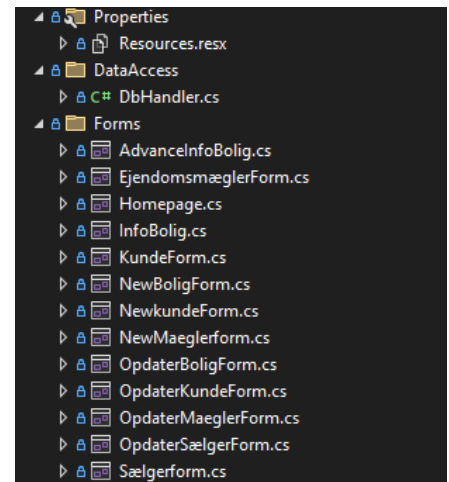 Properties
Resources.resx
DataAccess
C# DbHandler.cs
Forms
AdvanceInfoBolig.cs
EjendomsmæglerForm.cs
Homepage.cs
InfoBolig.cs
KundeForm.cs
NewBoligForm.cs
NewkundeForm.cs
NewMaeglerform.cs
OpdaterBoligForm.cs
OpdaterKundeForm.cs
OpdaterMaeglerForm.cs
OpdaterSælgerForm.cs
Sælgerform.cs